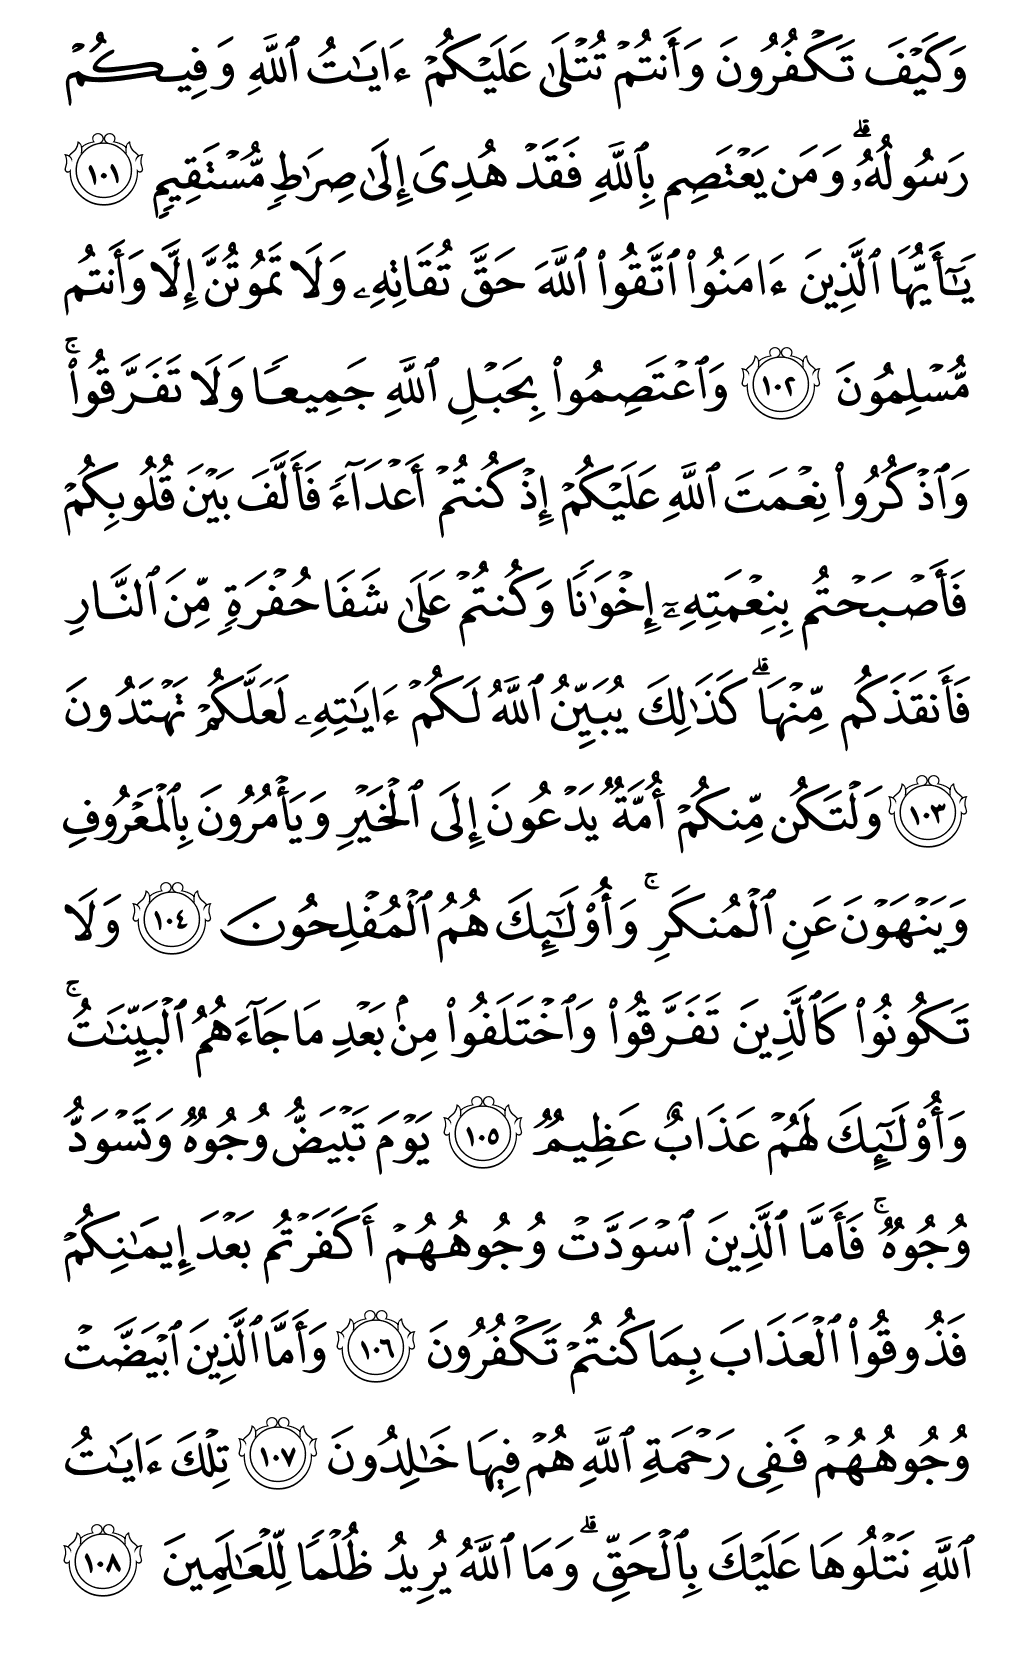 وَكَيۡفَ تَكۡفُرُونَ وَأَنتُمۡ تُتۡلَىٰ عَلَيۡكُمۡ ءَايَٰتُ ٱللَّهِ وَفِيكُمۡ
رَسُولُهُۥۗ وَمَن يَعۡتَصِم بِٱللَّهِ فَقَدۡ هُدِيَ إِلَىٰ صِرَٰطٖ مُّسۡتَقِيمٖ ١٠١
يَٰٓأَيُّهَا ٱلَّذِينَ ءَامَنُواْ ٱتَّقُواْ ٱللَّهَ حَقَّ تُقَاتِهِۦ وَلَا تَمُوتُنَّ إِلَّا وَأَنتُم
مُّسۡلِمُونَ ١٠٢ وَٱعۡتَصِمُواْ بِحَبۡلِ ٱللَّهِ جَمِيعٗا وَلَا تَفَرَّقُواْۚ
وَٱذۡكُرُواْ نِعۡمَتَ ٱللَّهِ عَلَيۡكُمۡ إِذۡ كُنتُمۡ أَعۡدَآءٗ فَأَلَّفَ بَيۡنَ قُلُوبِكُمۡ
فَأَصۡبَحۡتُم بِنِعۡمَتِهِۦٓ إِخۡوَٰنٗا وَكُنتُمۡ عَلَىٰ شَفَا حُفۡرَةٖ مِّنَ ٱلنَّارِ
فَأَنقَذَكُم مِّنۡهَاۗ كَذَٰلِكَ يُبَيِّنُ ٱللَّهُ لَكُمۡ ءَايَٰتِهِۦ لَعَلَّكُمۡ تَهۡتَدُونَ
١٠٣ وَلۡتَكُن مِّنكُمۡ أُمَّةٞ يَدۡعُونَ إِلَى ٱلۡخَيۡرِ وَيَأۡمُرُونَ بِٱلۡمَعۡرُوفِ
وَيَنۡهَوۡنَ عَنِ ٱلۡمُنكَرِۚ وَأُوْلَٰٓئِكَ هُمُ ٱلۡمُفۡلِحُونَ ١٠٤ وَلَا
تَكُونُواْ كَٱلَّذِينَ تَفَرَّقُواْ وَٱخۡتَلَفُواْ مِنۢ بَعۡدِ مَا جَآءَهُمُ ٱلۡبَيِّنَٰتُۚ
وَأُوْلَٰٓئِكَ لَهُمۡ عَذَابٌ عَظِيمٞ ١٠٥ يَوۡمَ تَبۡيَضُّ وُجُوهٞ وَتَسۡوَدُّ
وُجُوهٞۚ فَأَمَّا ٱلَّذِينَ ٱسۡوَدَّتۡ وُجُوهُهُمۡ أَكَفَرۡتُم بَعۡدَ إِيمَٰنِكُمۡ
فَذُوقُواْ ٱلۡعَذَابَ بِمَا كُنتُمۡ تَكۡفُرُونَ ١٠٦ وَأَمَّا ٱلَّذِينَ ٱبۡيَضَّتۡ
وُجُوهُهُمۡ فَفِي رَحۡمَةِ ٱللَّهِ هُمۡ فِيهَا خَٰلِدُونَ ١٠٧ تِلۡكَ ءَايَٰتُ
ٱللَّهِ نَتۡلُوهَا عَلَيۡكَ بِٱلۡحَقِّۗ وَمَا ٱللَّهُ يُرِيدُ ظُلۡمٗا لِّلۡعَٰلَمِينَ ١٠٨